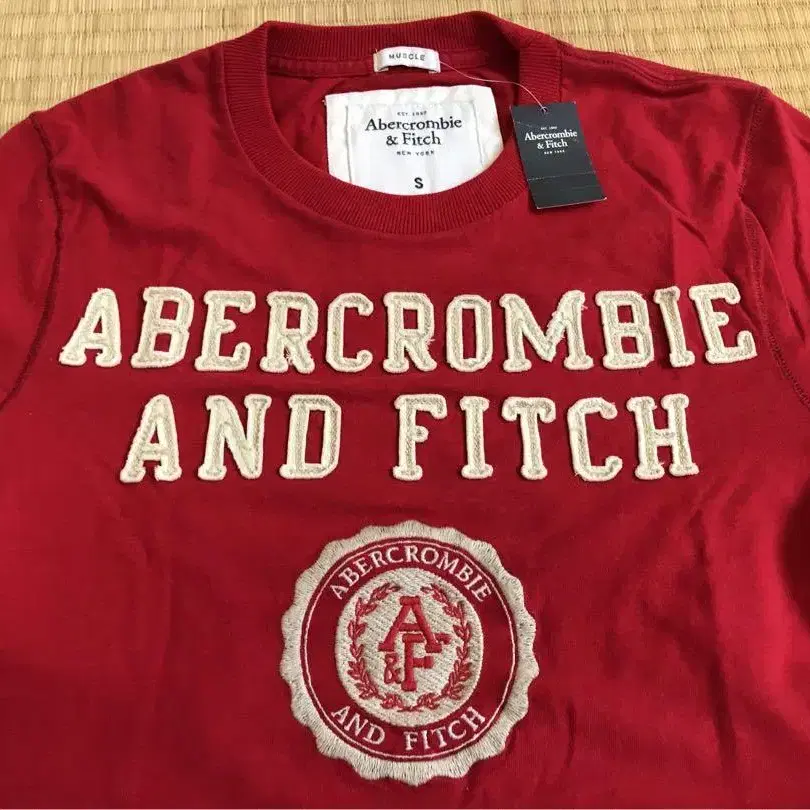 MUSCLE
EST. 1892
Abercrombie
& Fitch
NEW YORK
S
EST. 1892
Abercrombie
& Fitch
NEW YORK
ABERCROMBIE
AND FITCH
ABERCROMBIE
A
&F
AND FITCH